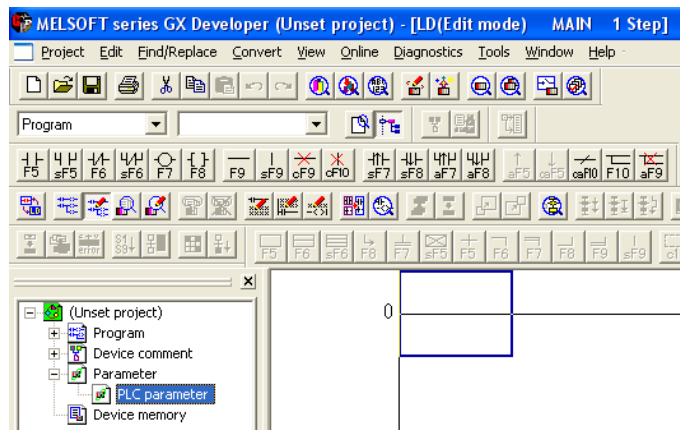 MELSOFT series GX Developer (Unset project) - [LD(Edit mode) MAIN 1 Step]
Project Edit Find/Replace Convert View Online Diagnostics Tools Window Help
Program
F5 sF5 F6 sF6 F7 F8 F9 sF9 cF9 cF10 sF7 sF8 aF7 aF8 aF5 caF5 caF10 F10 aF9
error
F5 F6 sF6 F8 F7 sF5 F5 F6 F7 F8 F9 sF9
(Unset project)
Program
Device comment
Parameter
PLC parameter
Device memory
0